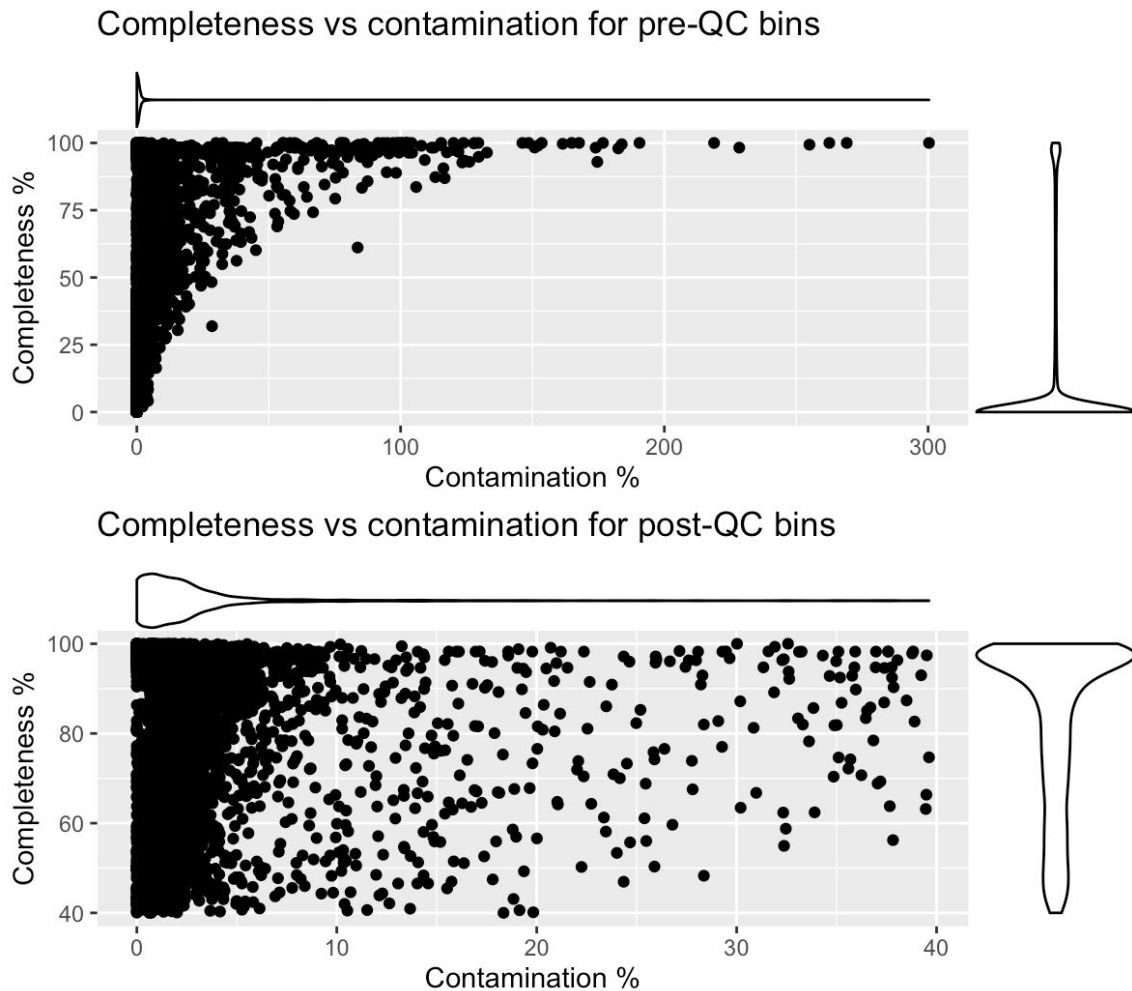 Completeness vs contamination for pre-QC bins
100
75
50
25
0
Completeness %
0 100 200 300
Contamination %
Completeness vs contamination for post-QC bins
100
80
60
40
Completeness %
0 10 20 30 40
Contamination %